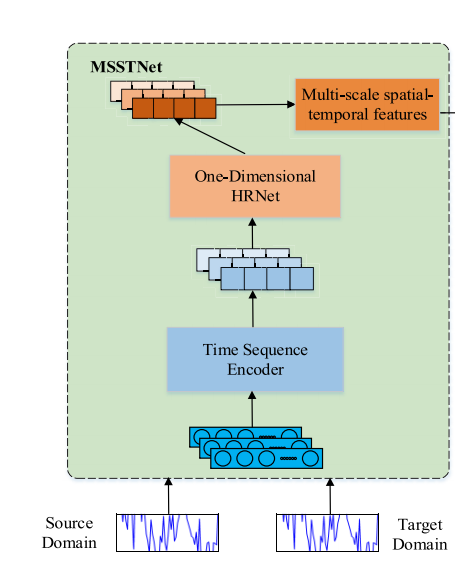 MSSTNet
Multi-scale spatial-
temporal features
One-Dimensional
HRNet
Time Sequence
Encoder
Source
Domain
Target
Domain